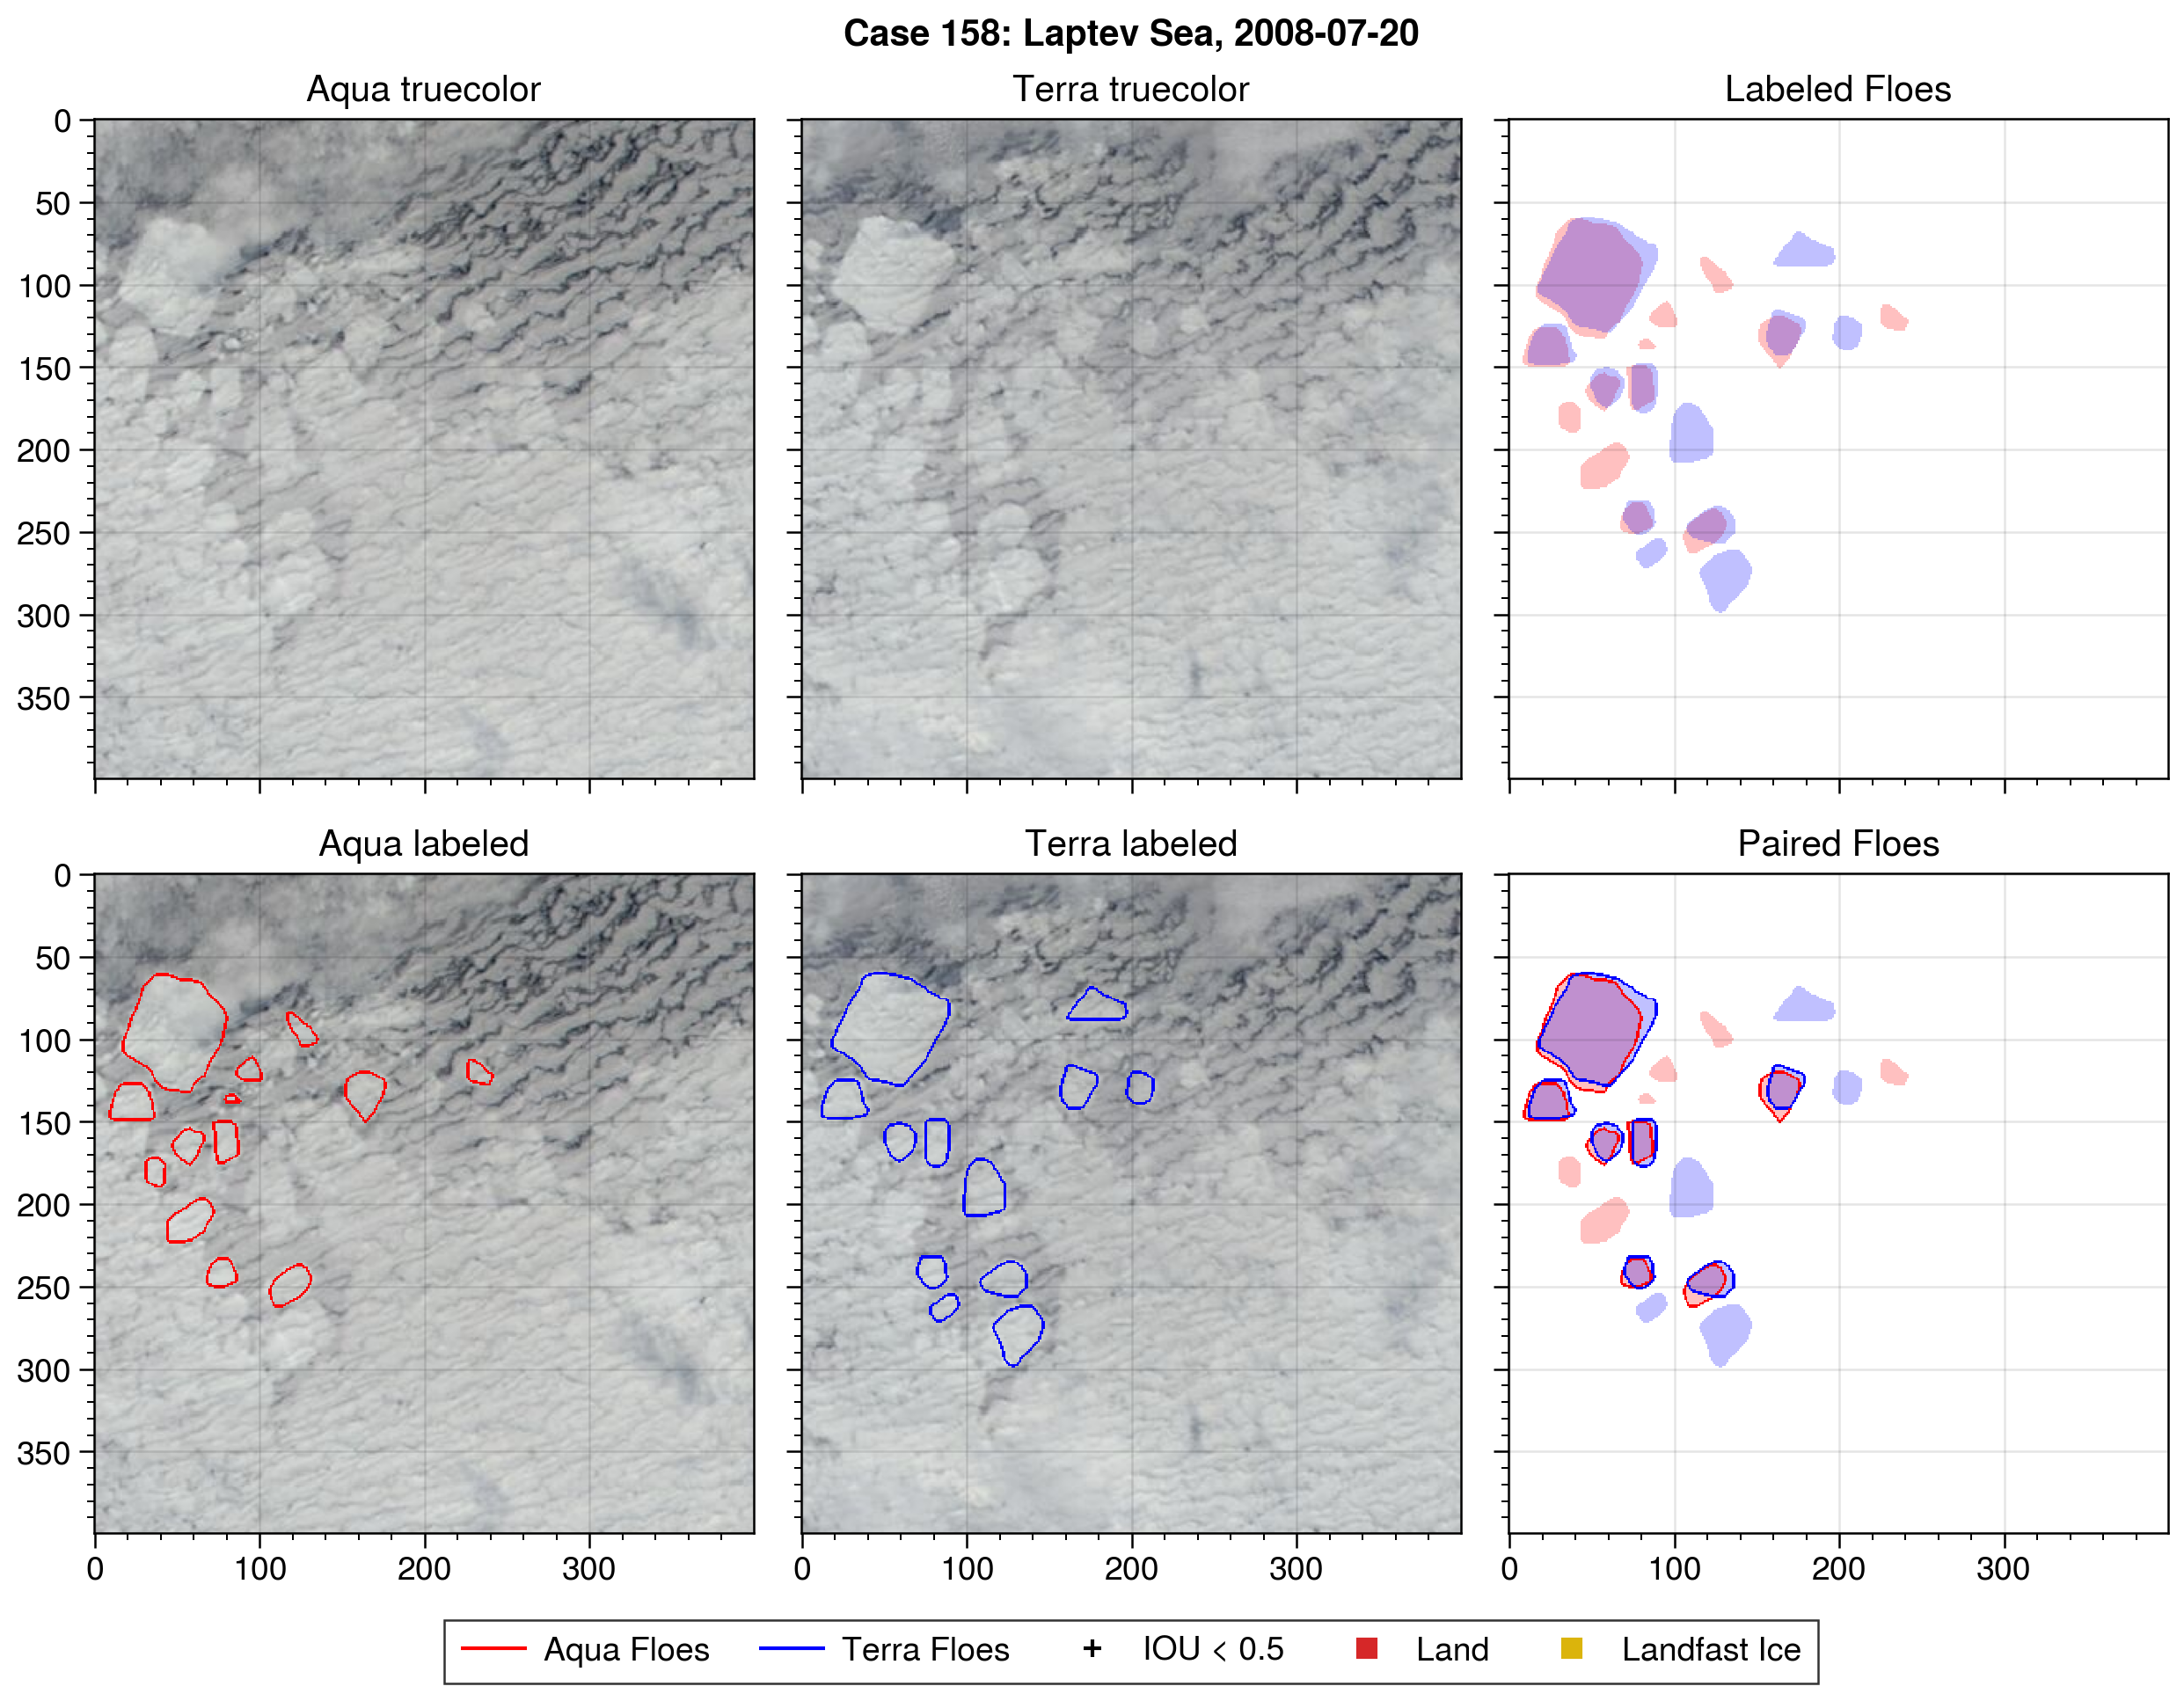 Case 158: Laptev Sea, 2008-07-20
Aqua truecolor
Terra truecolor
Labeled Floes
0
50
100
150
200
250
300
350
Aqua labeled
Terra labeled
Paired Floes
0
50
100
150
200
250
300
350
0 100 200 300
0 100 200 300
0 100 200 300
Aqua Floes Terra Floes + IOU < 0.5 Land Landfast Ice